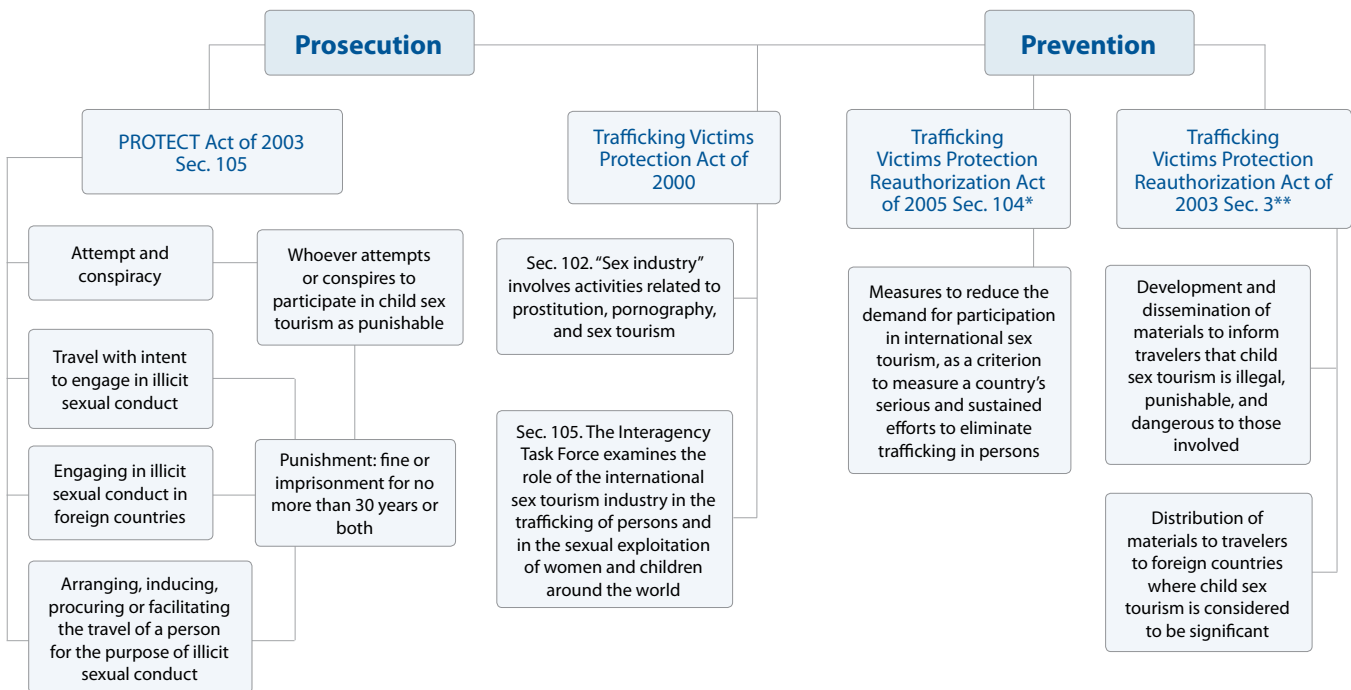 Prosecution
Prevention
PROTECT Act of 2003
Sec. 105
Attempt and
conspiracy
Whoever attempts
or conspires to
participate in child sex
tourism as punishable
Travel with intent
to engage in illicit
sexual conduct
Engaging in illicit
sexual conduct in
foreign countries
Punishment: fine or
imprisonment for no
more than 30 years or
both
Arranging, inducing,
procuring or facilitating
the travel of a person
for the purpose of illicit
sexual conduct
Trafficking Victims
Protection Act of
2000
Sec. 102. “Sex industry”
involves activities related to
prostitution, pornography,
and sex tourism
Sec. 105. The Interagency
Task Force examines the
role of the international
sex tourism industry in the
trafficking of persons and
in the sexual exploitation
of women and children
around the world
Trafficking
Victims Protection
Reauthorization Act
of 2005 Sec. 104*
Measures to reduce the
demand for participation
in international sex
tourism, as a criterion
to measure a country’s
serious and sustained
efforts to eliminate
trafficking in persons
Trafficking
Victims Protection
Reauthorization Act of
2003 Sec. 3**
Development and
dissemination of
materials to inform
travelers that child
sex tourism is illegal,
punishable, and
dangerous to those
involved
Distribution of
materials to travelers
to foreign countries
where child sex
tourism is considered
to be significant